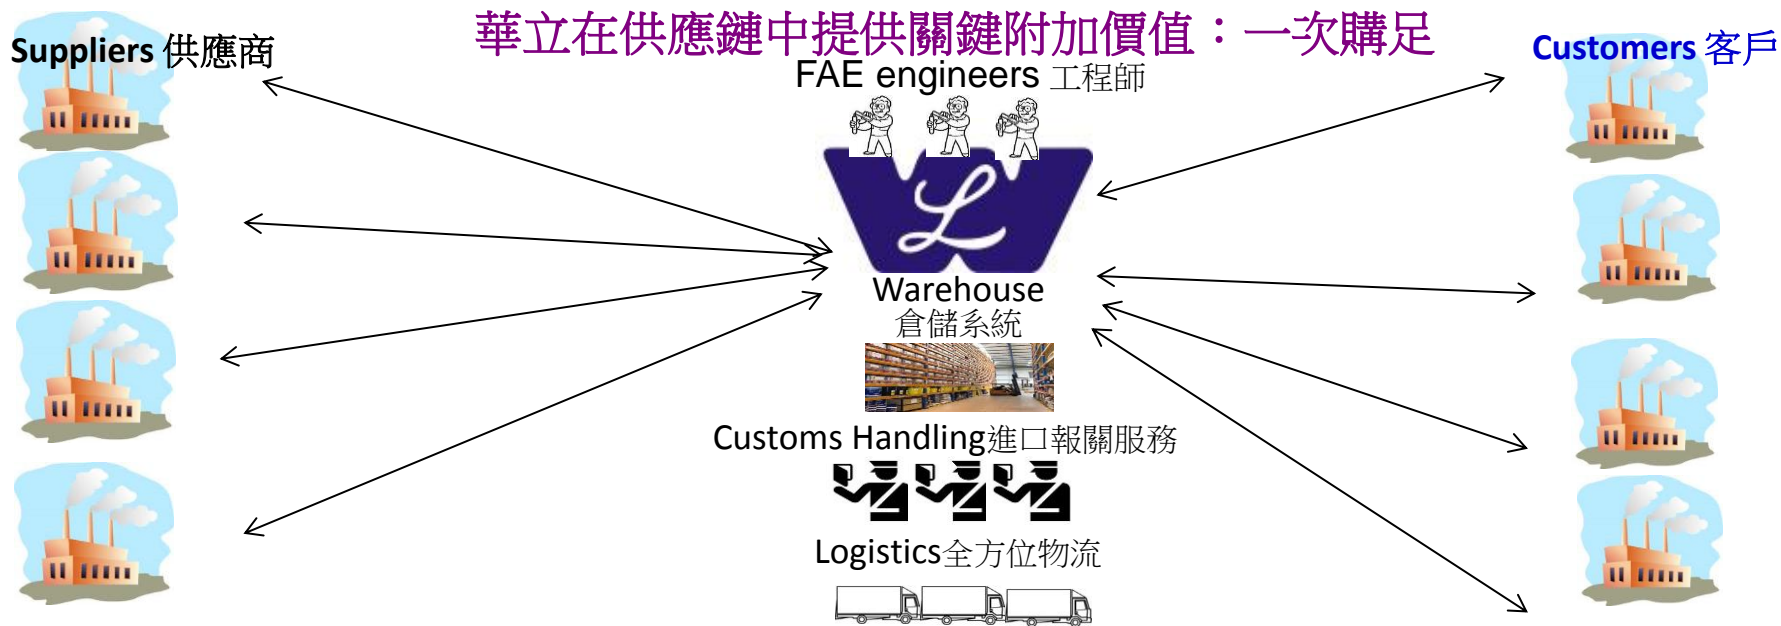 華立在供應鏈中提供關鍵附加價值：一次購足
Suppliers 供應商
Customers 客戶
FAE engineers 工程師
L
Warehouse
倉儲系統
Customs Handling進口報關服務
Logistics全方位物流